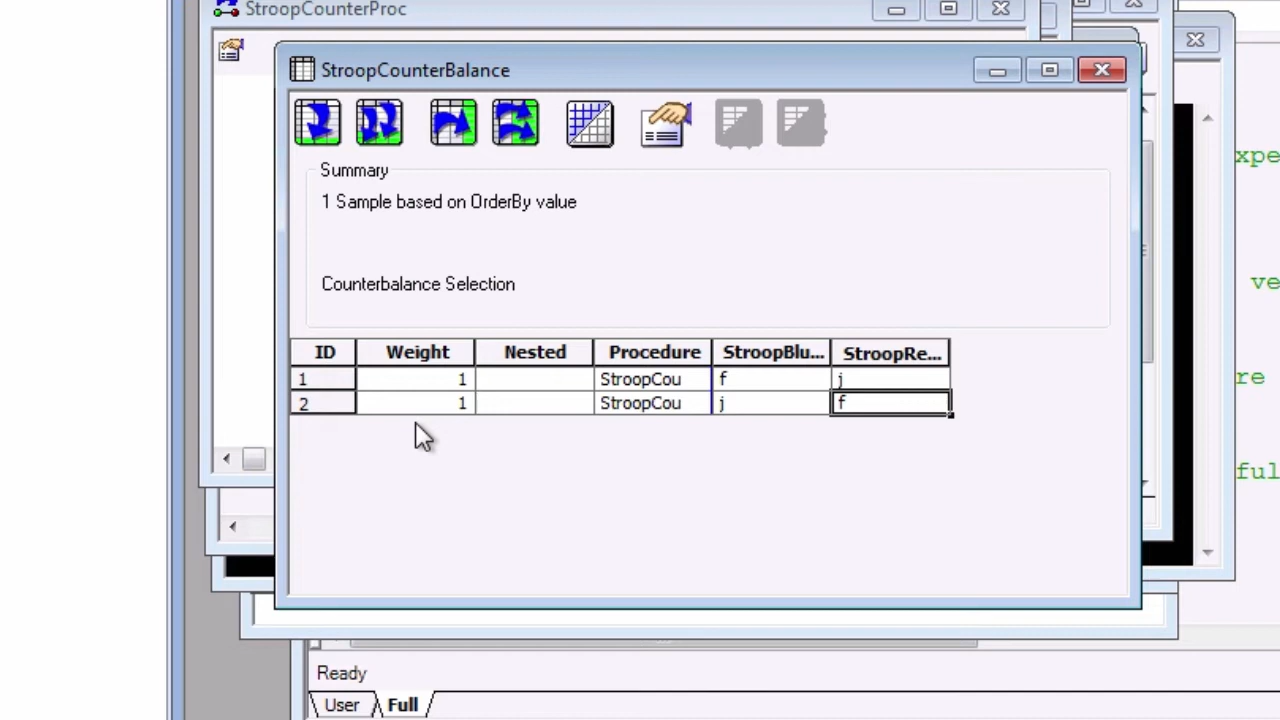 StroopCounterProc
StroopCounterBalance
Summary
1 Sample based on OrderBy value
Counterbalance Selection
ID Weight Nested Procedure StroopBlu... StroopRe...
1 1 StroopCou f j
2 1 StroopCou j f
xpe
ve
re
ful
Ready
User Full